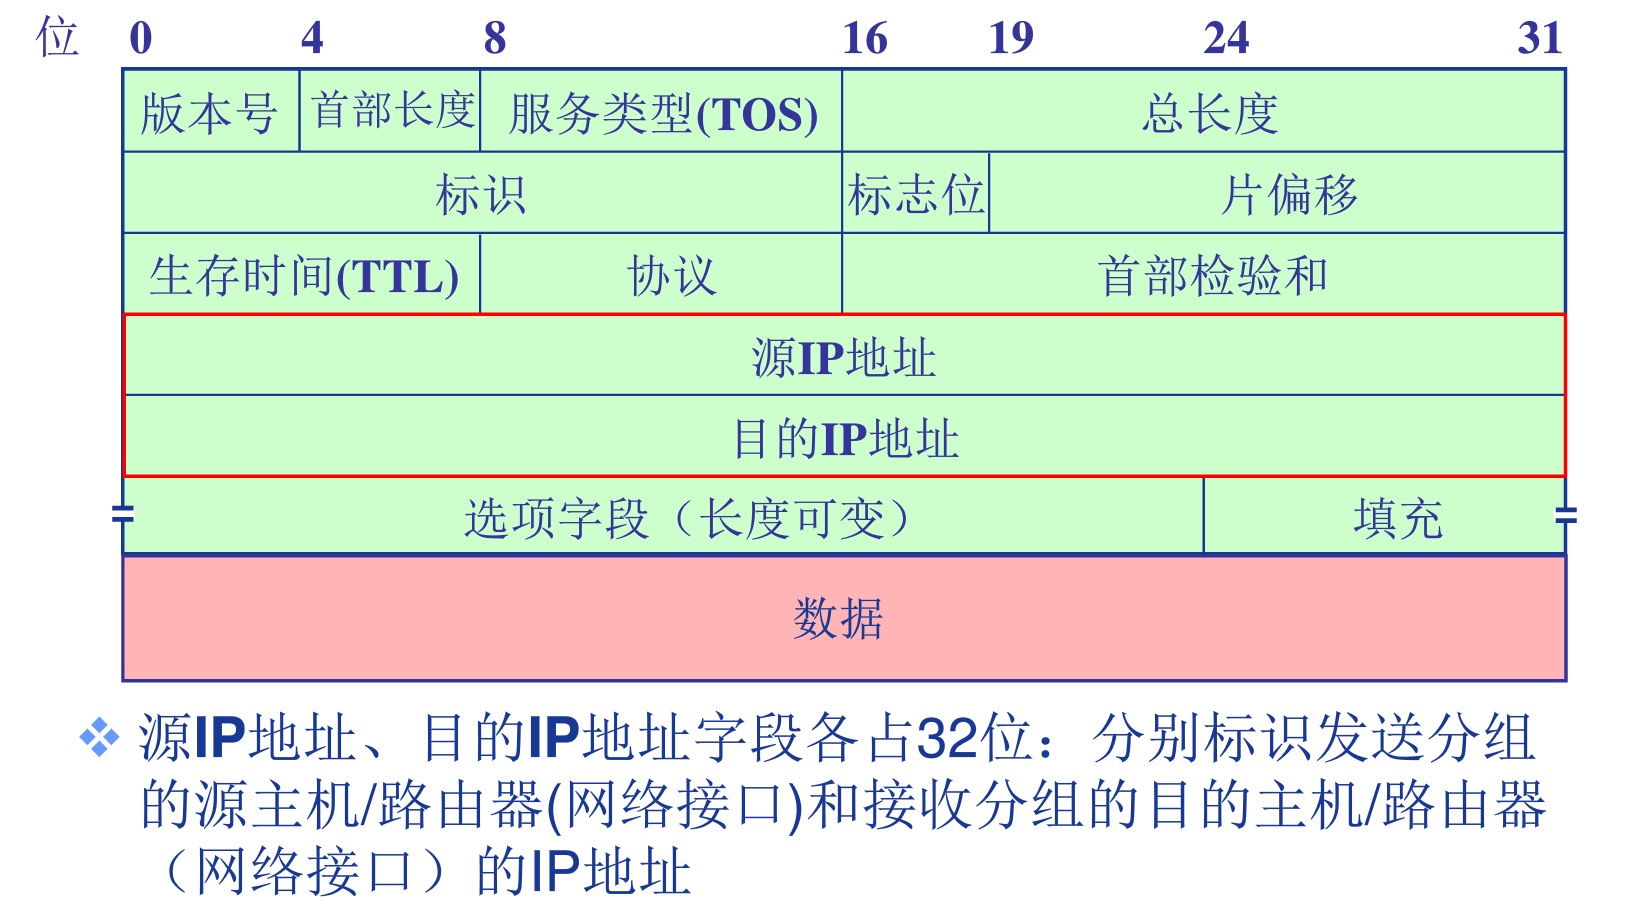 位 0 4 8 16 19 24 31
版本号 首部长度 服务类型(TOS) 总长度
标识 标志位 片偏移
生存时间(TTL) 协议 首部检验和
源IP地址
目的IP地址
选项字段（长度可变） 填充
数据
源IP地址、目的IP地址字段各占32位：分别标识发送分组
的源主机/路由器(网络接口)和接收分组的目的主机/路由器
（网络接口）的IP地址